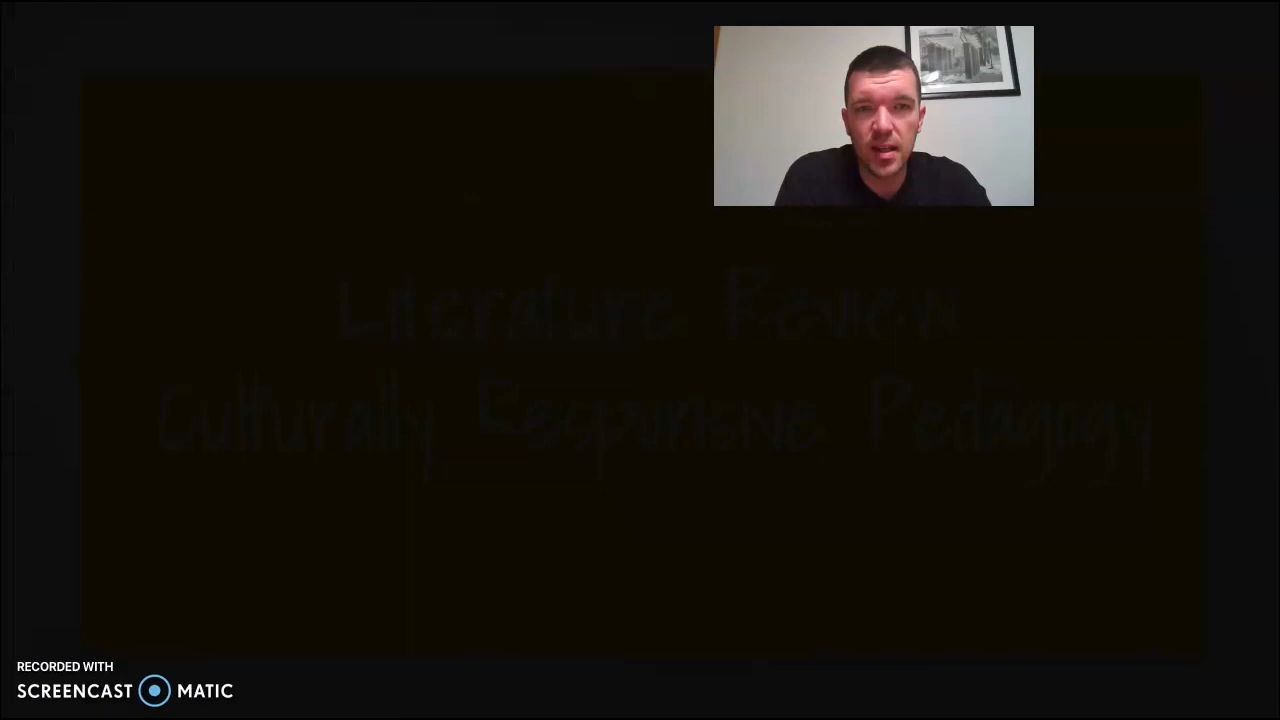 Literature Review
Culturally Responsive Pedagogy
RECORDED WITH
SCREENCAST MATIC